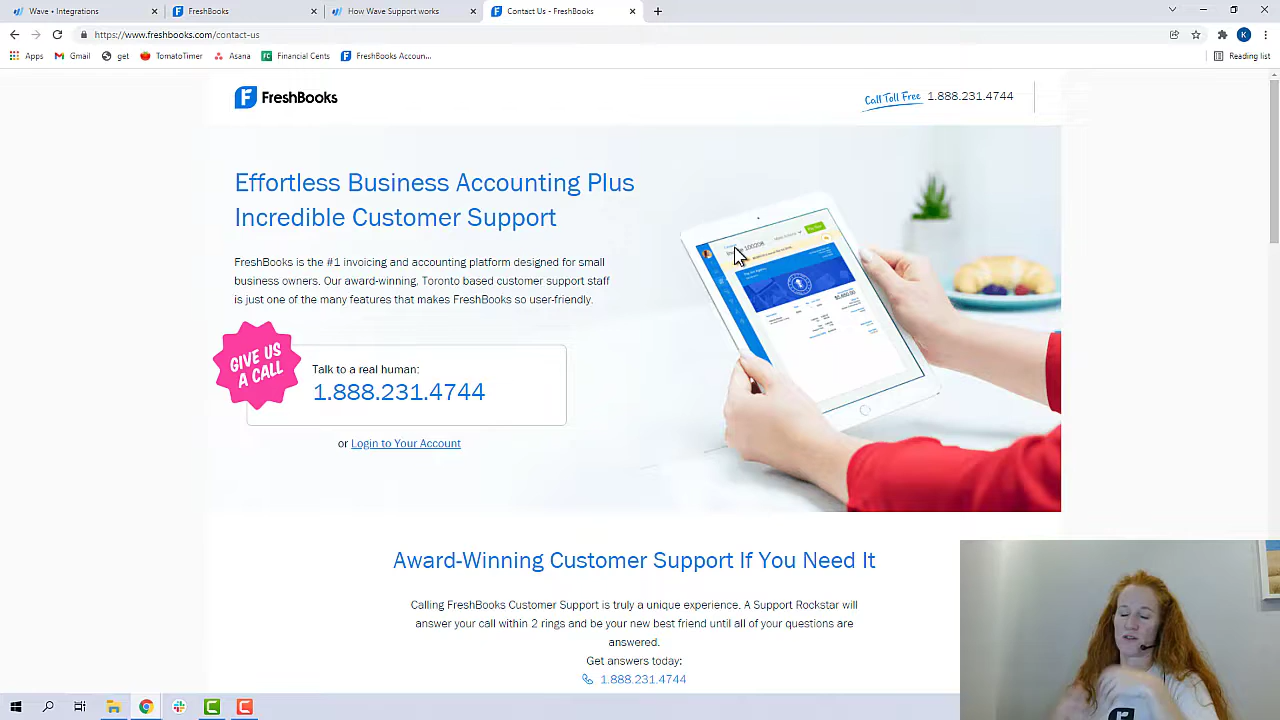 Wave • Integrations
FreshBooks
How Wave Support works
Contact Us - FreshBooks
https://www.freshbooks.com/contact-us
Apps
Gmail
get
TomatoTimer
Asana
Financial Cents
FreshBooks Accoun...
Reading list
K
FreshBooks
Call Toll Free 1.888.231.4744
Effortless Business Accounting Plus
Incredible Customer Support
FreshBooks is the #1 invoicing and accounting platform designed for small
business owners. Our award-winning, Toronto based customer support staff
is just one of the many features that makes FreshBooks so user-friendly.
GIVE US
A CALL
Talk to a real human:
1.888.231.4744
or Login to Your Account
Award-Winning Customer Support If You Need It
Calling FreshBooks Customer Support is truly a unique experience. A Support Rockstar will
answer your call within 2 rings and be your new best friend until all of your questions are
answered.
Get answers today:
1.888.231.4744